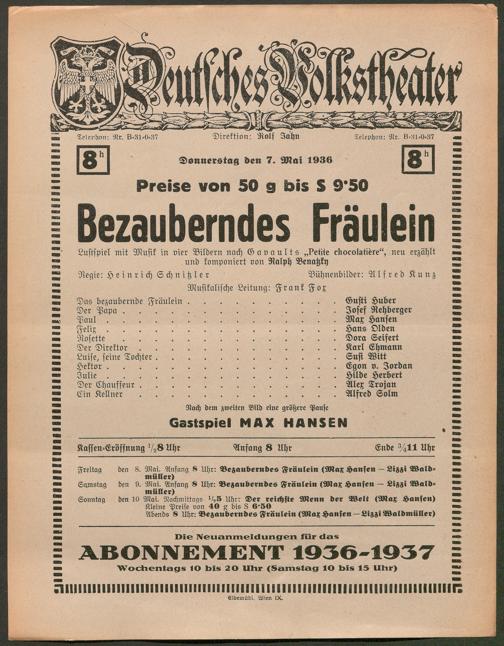 Deutsches Volkstheater
Telephon: Nr. B-31-0-37 Direktion: Rolf Jahn Telephon: Nr. B-31-0-37
8h Donnerstag den 7. Mai 1936 8h
Preise von 50 g bis S 9·50
Bezauberndes Fräulein
Lustspiel mit Musik in vier Bildern nach Gavaults „Petite chocolatière“, neu erzählt
und komponiert von Ralph Benatzky
Regie: Heinrich Schnitzler Bühnenbilder: Alfred Kunz
Musikalische Leitung: Frank Fox
Das bezaubernde Fräulein . . . . . . . . . . Gusti Huber
Der Papa . . . . . . . . . . Josef Rehberger
Paul . . . . . . . . . . Max Hansen
Felix . . . . . . . . . . Hans Olden
Rosette . . . . . . . . . . Dora Seifert
Der Direktor . . . . . . . . . . Karl Ehmann
Luise, seine Tochter . . . . . . . . . . Susi Witt
Hektor . . . . . . . . . . Egon v. Jordan
Julie . . . . . . . . . . Hilde Herbert
Der Chauffeur . . . . . . . . . . Alex Trojan
Ein Kellner . . . . . . . . . . Alfred Solm
Nach dem zweiten Bild eine größere Pause
Gastspiel MAX HANSEN
Kassen-Eröffnung ½8 Uhr Anfang 8 Uhr Ende ¾11 Uhr
Freitag den 8. Mai. Anfang 8 Uhr: Bezauberndes Fräulein (Max Hansen – Lizzi Wald-
müller)
Samstag den 9. Mai. Anfang 8 Uhr: Bezauberndes Fräulein (Max Hansen – Lizzi Wald-
müller)
Sonntag den 10 Mai. Nachmittags ½5 Uhr: Der reichste Menn der Welt (Max Hansen)
Kleine Preise von 40 g bis S 6·50
Abends 8 Uhr: Bezauberndes Fräulein (Max Hansen – Lizzi Waldmüller)
Die Neuanmeldungen für das
ABONNEMENT 1936-1937
Wochentags 10 bis 20 Uhr (Samstag 10 bis 15 Uhr)
Elbemühl, Wien IX.